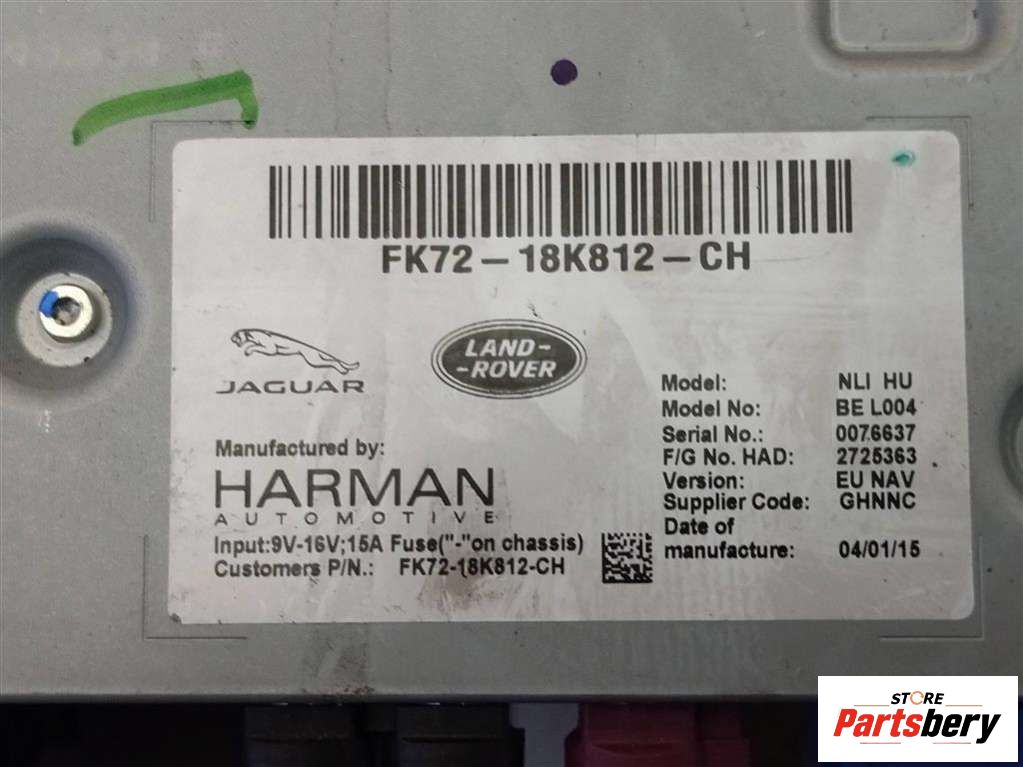 FK72-18K812-CH
JAGUAR
LAND-
-ROVER
Manufactured by:
HARMAN
AUTOMOTIVE
Input:9V-16V;15A Fuse("-"on chassis)
Customers P/N.: FK72-18K812-CH
Model: NLI HU
Model No: BE L004
Serial No.: 0076637
F/G No. HAD: 2725363
Version: EU NAV
Supplier Code: GHNNC
Date of
manufacture: 04/01/15
STORE
Partsbery